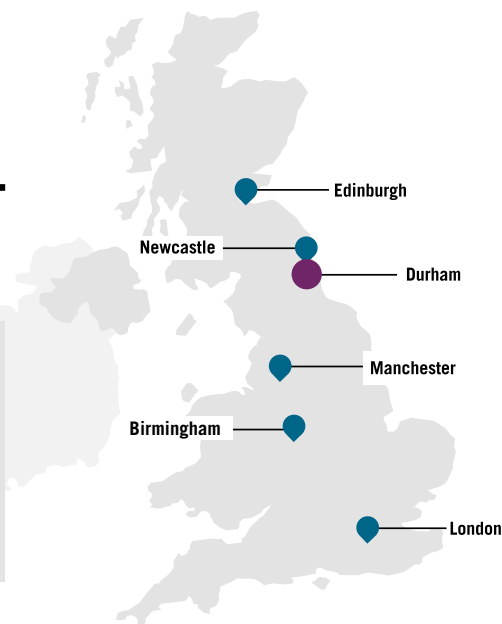 Edinburgh
Newcastle
Durham
Manchester
Birmingham
London